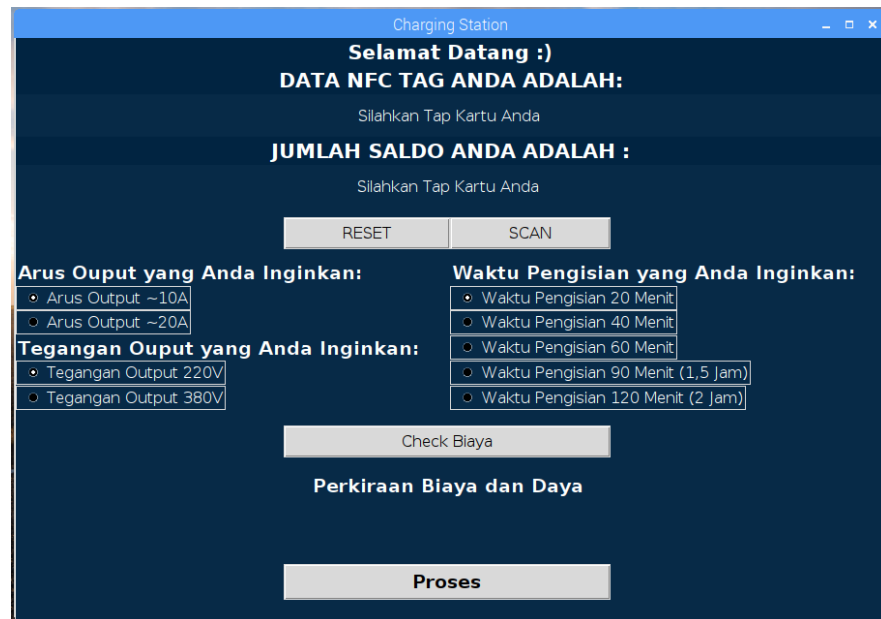 Charging Station
Selamat Datang :)
DATA NFC TAG ANDA ADALAH:
Silahkan Tap Kartu Anda
JUMLAH SALDO ANDA ADALAH :
Silahkan Tap Kartu Anda
RESET SCAN
Arus Ouput yang Anda Inginkan:
Arus Output ~10A
Arus Output ~20A
Tegangan Ouput yang Anda Inginkan:
Tegangan Output 220V
Tegangan Output 380V
Waktu Pengisian yang Anda Inginkan:
Waktu Pengisian 20 Menit
Waktu Pengisian 40 Menit
Waktu Pengisian 60 Menit
Waktu Pengisian 90 Menit (1,5 Jam)
Waktu Pengisian 120 Menit (2 Jam)
Check Biaya
Perkiraan Biaya dan Daya
Proses